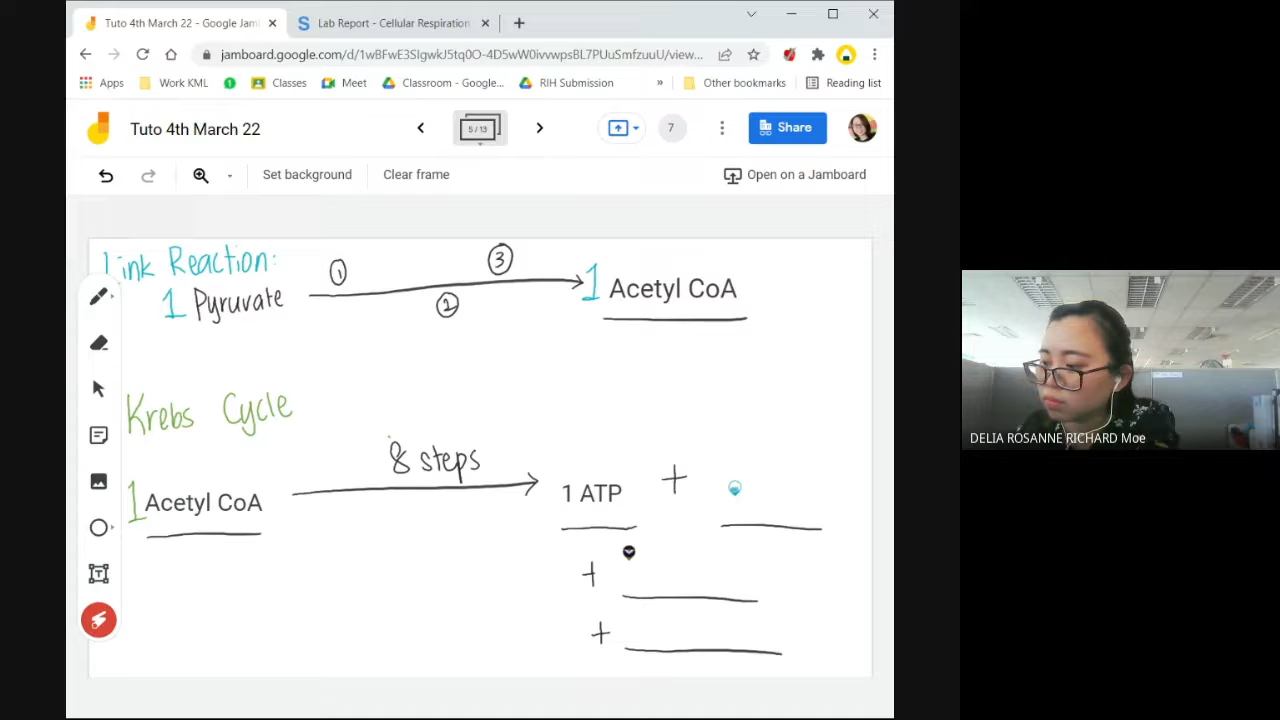 Tuto 4th March 22 - Google Jam
Lab Report - Cellular Respiration
jamboard.google.com/d/1w8FwE3SIgwkJ5tq0O-4D5wW0ivvwpsBL7PUuSmfzuuU/view...
Apps
Work KML
Classes
Meet
Classroom - Google...
RIH Submission
»
Other bookmarks
Reading list
Tuto 4th March 22
5 / 13
7
Share
Set background
Clear frame
Open on a Jamboard
Link Reaction:
1 Pyruvate
①
②
③
1 Acetyl CoA
Krebs Cycle
1 Acetyl CoA
8 steps
1 ATP +
+
+
DELIA ROSANNE RICHARD Moe